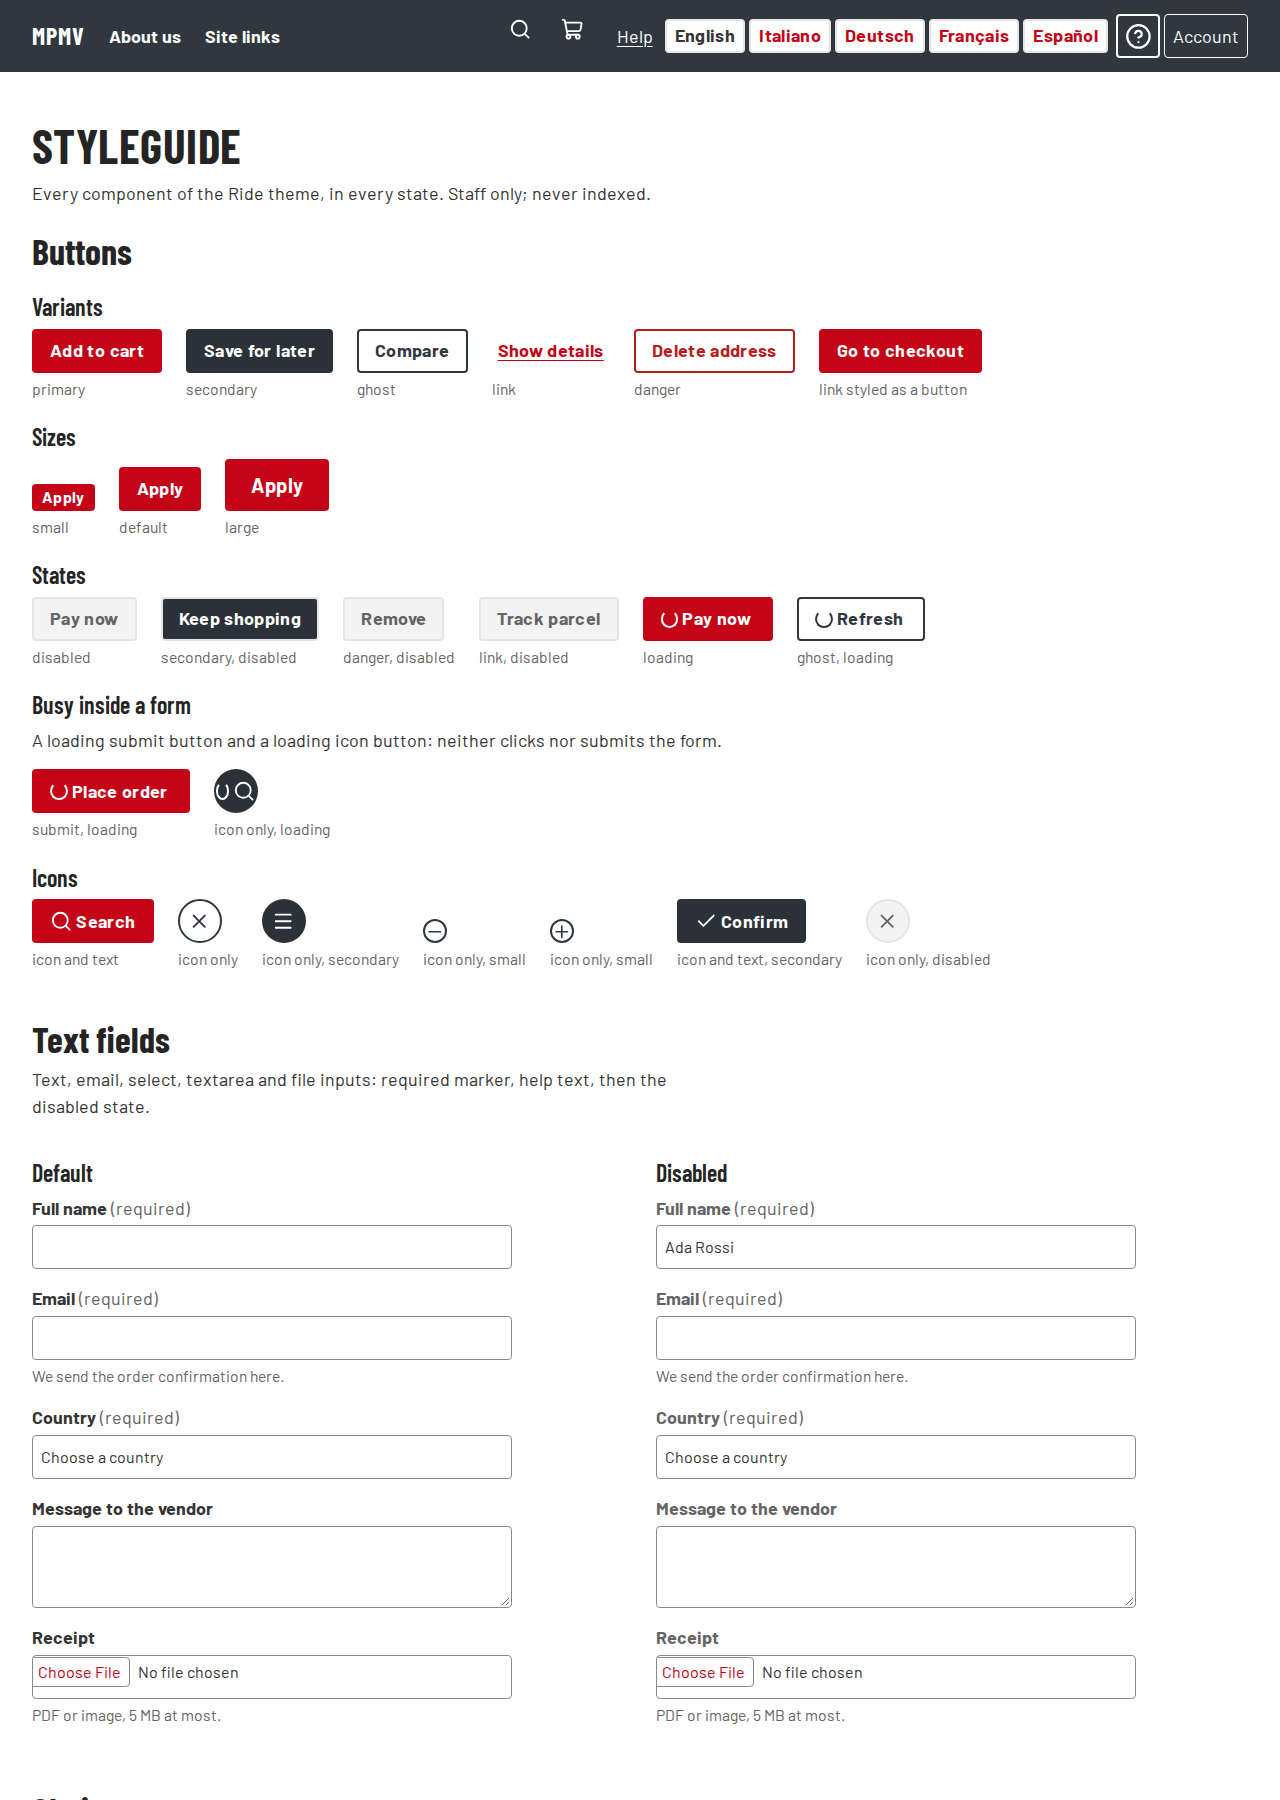 MPMV About us Site links Help English Italiano Deutsch Français Español Account
STYLEGUIDE
Every component of the Ride theme, in every state. Staff only; never indexed.
Buttons
Variants
Add to cart Save for later Compare Show details Delete address Go to checkout
primary secondary ghost link danger link styled as a button
Sizes
Apply Apply Apply
small default large
States
Pay now Keep shopping Remove Track parcel Pay now Refresh
disabled secondary, disabled danger, disabled link, disabled loading ghost, loading
Busy inside a form
A loading submit button and a loading icon button: neither clicks nor submits the form.
Place order
submit, loading icon only, loading
Icons
Search Confirm
icon and text icon only icon only, secondary icon only, small icon only, small icon and text, secondary icon only, disabled
Text fields
Text, email, select, textarea and file inputs: required marker, help text, then the
disabled state.
Default Disabled
Full name (required) Full name (required)
Ada Rossi
Email (required) Email (required)
We send the order confirmation here. We send the order confirmation here.
Country (required) Country (required)
Choose a country Choose a country
Message to the vendor Message to the vendor
Receipt Receipt
Choose File No file chosen Choose File No file chosen
PDF or image, 5 MB at most. PDF or image, 5 MB at most.